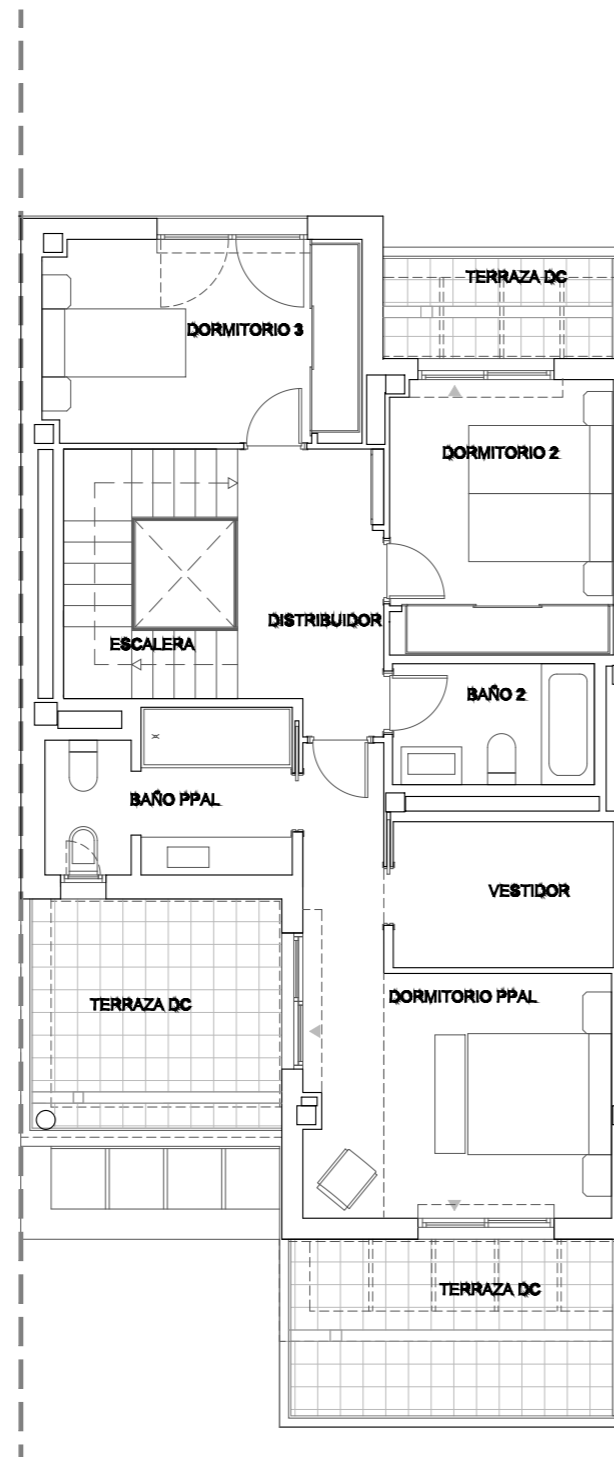 TERRAZA DC
DORMITORIO 3
DORMITORIO 2
DISTRIBUIDOR
ESCALERA
BAÑO 2
BAÑO PPAL
VESTIDOR
DORMITORIO PPAL
TERRAZA DC
TERRAZA DC